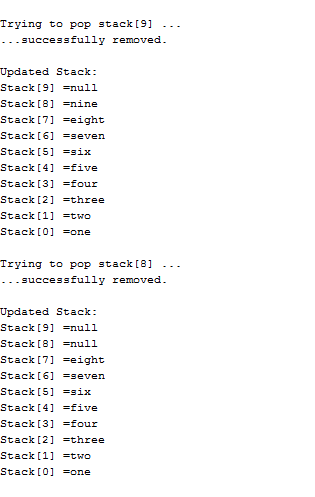 Trying to pop stack[9] ...
...successfully removed.
Updated Stack:
Stack[9] =null
Stack[8] =nine
Stack[7] =eight
Stack[6] =seven
Stack[5] =six
Stack[4] =five
Stack[3] =four
Stack[2] =three
Stack[1] =two
Stack[0] =one
Trying to pop stack[8] ...
...successfully removed.
Updated Stack:
Stack[9] =null
Stack[8] =null
Stack[7] =eight
Stack[6] =seven
Stack[5] =six
Stack[4] =five
Stack[3] =four
Stack[2] =three
Stack[1] =two
Stack[0] =one